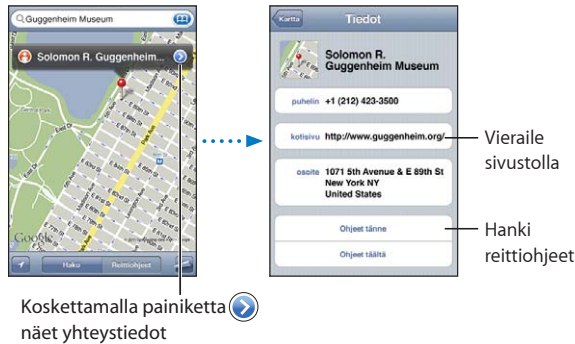 Guggenheim Museum
Solomon R. Guggenheim...
Google
Haku
Reittiohjeet
Koskettamalla painiketta
näet yhteystiedot
Kartta
Tiedot
Solomon R.
Guggenheim Museum
puhelin +1 (212) 423-3500
kotisivu http://www.guggenheim.org/
osoite 1071 5th Avenue & E 89th St
New York NY
United States
Ohjeet tänne
Ohjeet täältä
Vieraile
sivustolla
Hanki
reittiohjeet